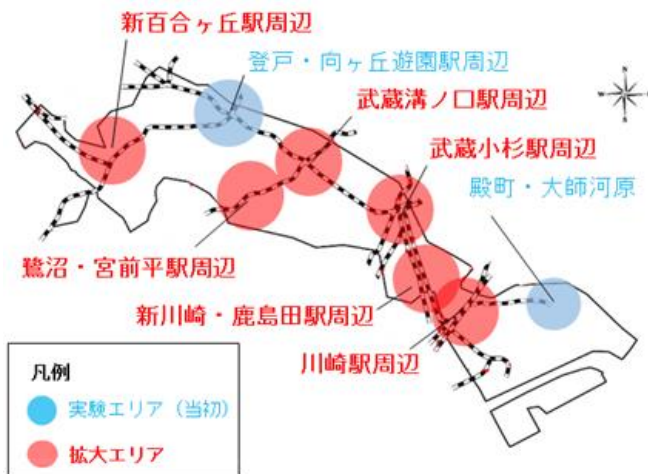 新百合ヶ丘駅周辺
登戸・向ヶ丘遊園駅周辺
武蔵溝ノ口駅周辺
武蔵小杉駅周辺
殿町・大師河原
鷺沼・宮前平駅周辺
新川崎・鹿島田駅周辺
川崎駅周辺
凡例
実験エリア（当初）
拡大エリア